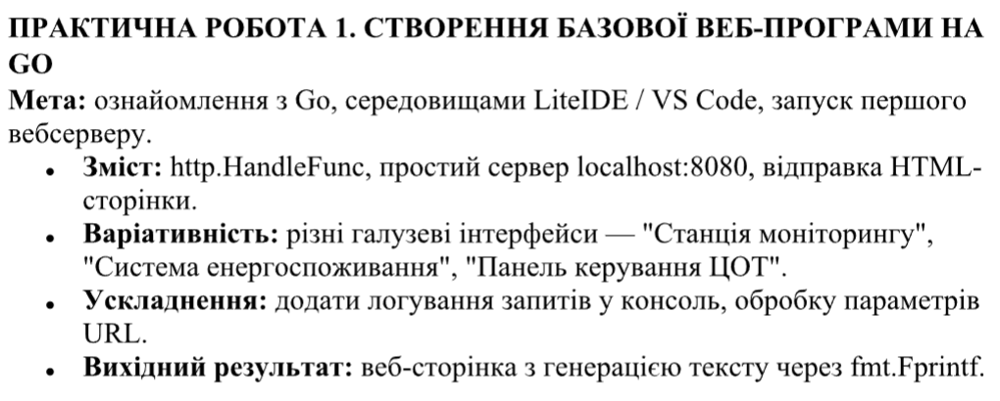 ПРАКТИЧНА РОБОТА 1. СТВОРЕННЯ БАЗОВОЇ ВЕБ-ПРОГРАМИ НА
GO
Мета: ознайомлення з Go, середовищами LiteIDE / VS Code, запуск першого
вебсерверу.
• Зміст: http.HandleFunc, простий сервер localhost:8080, відправка HTML-
сторінки.
• Варіативність: різні галузеві інтерфейси — "Станція моніторингу",
"Система енергоспоживання", "Панель керування ЦОТ".
• Ускладнення: додати логування запитів у консоль, обробку параметрів
URL.
• Вихідний результат: веб-сторінка з генерацією тексту через fmt.Fprintf.